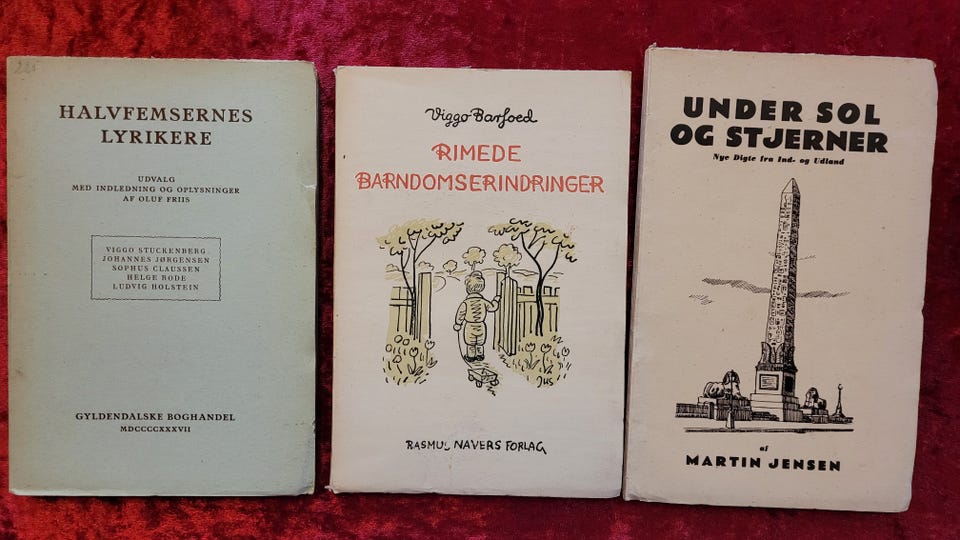 225
HALVFEMSERNES
LYRIKERE
UDVALG
MED INDLEDNING OG OPLYSNINGER
AF OLUF FRIIS
VIGGO STUCKENBERG
JOHANNES JØRGENSEN
SOPHUS CLAUSSEN
HELGE RODE
LUDVIG HOLSTEIN
GYLDENDALSKE BOGHANDEL
MDCCCCXXXVII
Viggo Barfoed
RIMEDE
BARNDOMSERINDRINGER
JHS
RASMUS NAVERS FORLAG
UNDER SOL
OG STJERNER
Nye Digte fra Ind- og Udland
af
MARTIN JENSEN